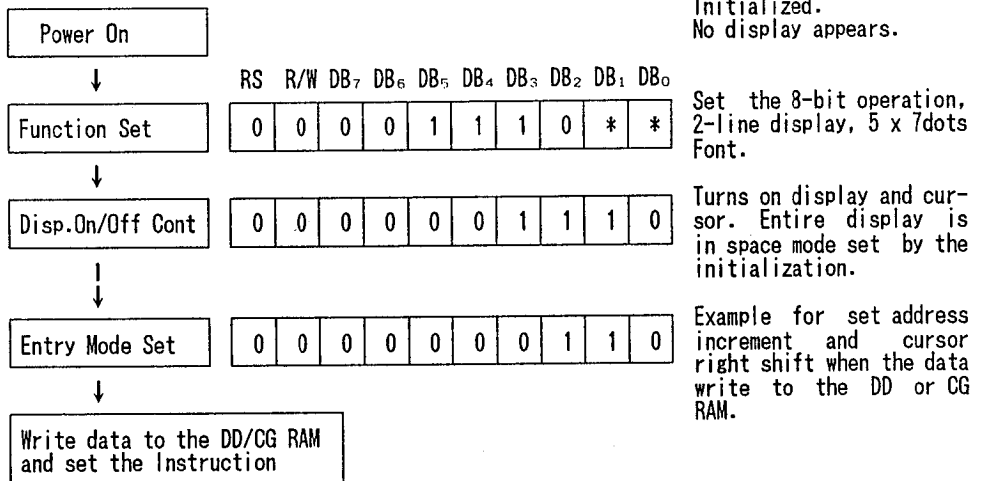 Initialized.
Power On
No display appears.
RS R/W DB₇ DB₆ DB₅ DB₄ DB₃ DB₂ DB₁ DB₀
Function Set
0 0 0 0 1 1 1 0 * *
Set the 8-bit operation,
2-line display, 5 x 7dots
Font.
Disp.On/Off Cont
0 0 0 0 0 0 1 1 1 0
Turns on display and cur-
sor. Entire display is
in space mode set by the
initialization.
Entry Mode Set
0 0 0 0 0 0 0 1 1 0
Example for set address
increment and cursor
right shift when the data
write to the DD or CG
RAM.
Write data to the DD/CG RAM
and set the Instruction